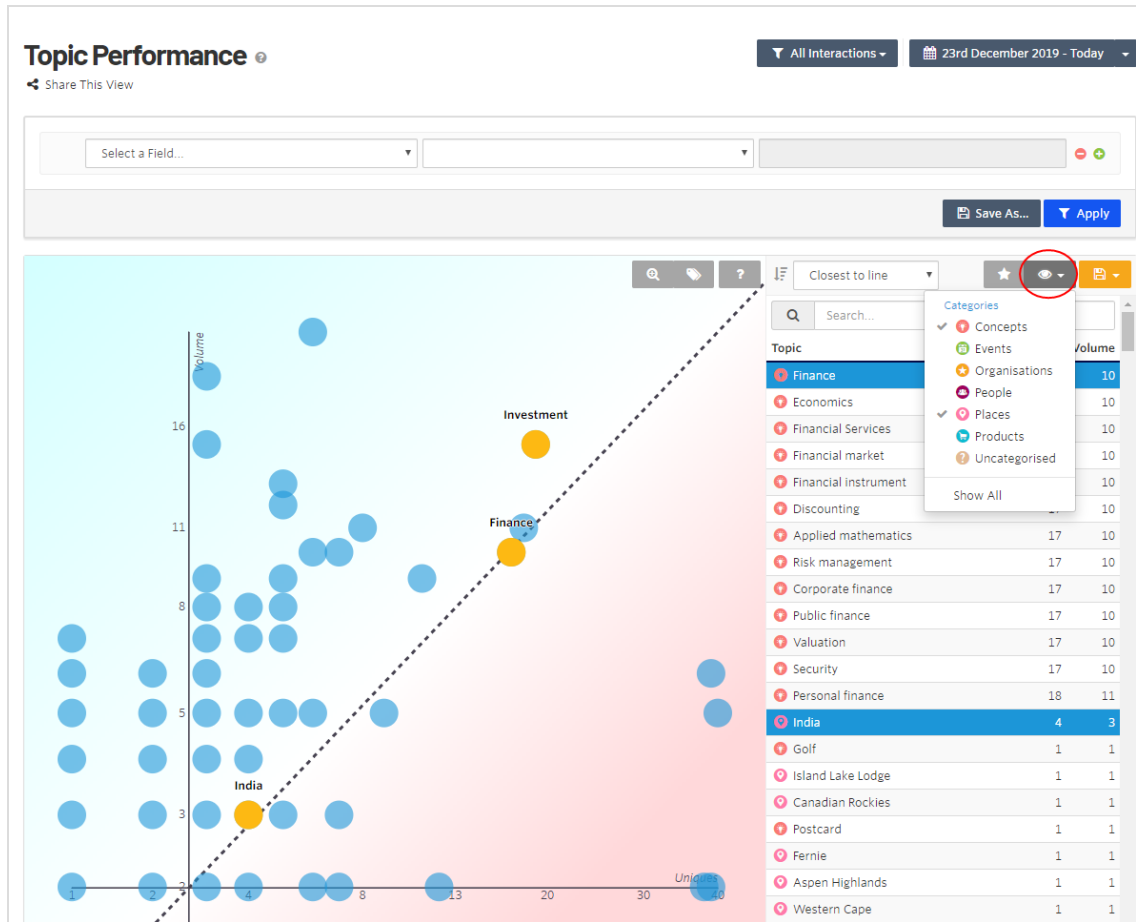 Topic Performance ?
Share This View
All Interactions
23rd December 2019 - Today
Select a Field...
Save As...
Apply
?
Closest to line
Search...
Categories
Concepts
Events
Organisations
People
Places
Products
Uncategorised
Show All
Topic Volume
Finance 10
Economics 10
Financial Services 10
Financial market 10
Financial instrument 10
Discounting 10
Applied mathematics 17 10
Risk management 17 10
Corporate finance 17 10
Public finance 17 10
Valuation 17 10
Security 17 10
Personal finance 18 11
India 4 3
Golf 1 1
Island Lake Lodge 1 1
Canadian Rockies 1 1
Postcard 1 1
Fernie 1 1
Aspen Highlands 1 1
Western Cape 1 1
Volume
16
11
8
5
3
2
Investment
Finance
India
Uniques
1 2 4 8 13 20 30 40